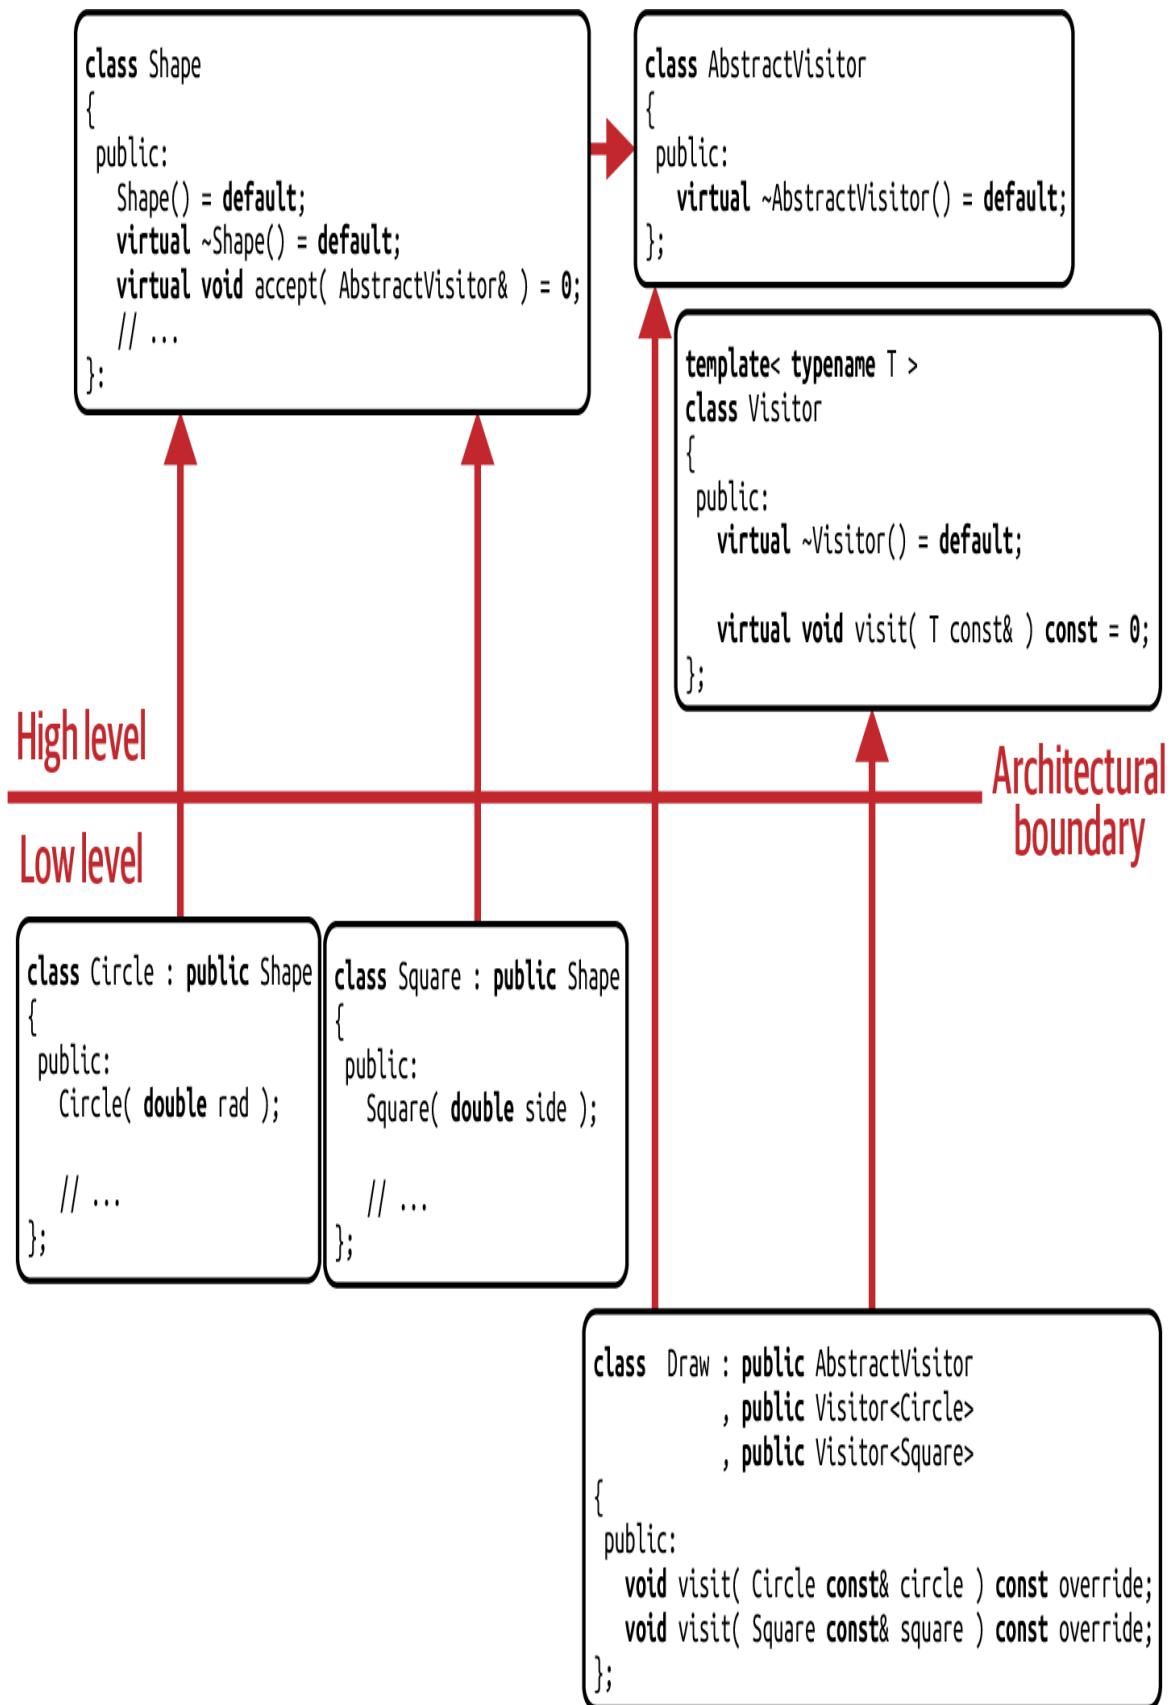 class Shape
{
 public:
   Shape() = default;
   virtual ~Shape() = default;
   virtual void accept( AbstractVisitor& ) = 0;
   // ...
}:
class AbstractVisitor
{
 public:
   virtual ~AbstractVisitor() = default;
};
template< typename T >
class Visitor
{
 public:
   virtual ~Visitor() = default;
   virtual void visit( T const& ) const = 0;
};
High level
Architectural
boundary
Low level
class Circle : public Shape
{
 public:
   Circle( double rad );
   // ...
};
class Square : public Shape
{
 public:
   Square( double side );
   // ...
};
class  Draw : public AbstractVisitor
            , public Visitor<Circle>
            , public Visitor<Square>
{
 public:
   void visit( Circle const& circle ) const override;
   void visit( Square const& square ) const override;
};